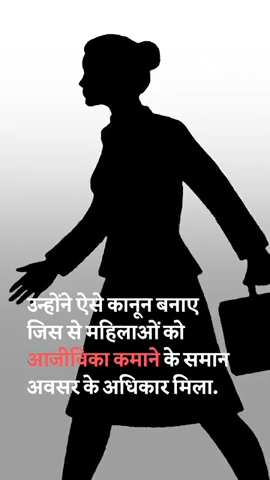 उन्होंने ऐसे कानून बनाए
जिस से महिलाओं को
आजीविका कमाने के समान
अवसर के अधिकार मिला.